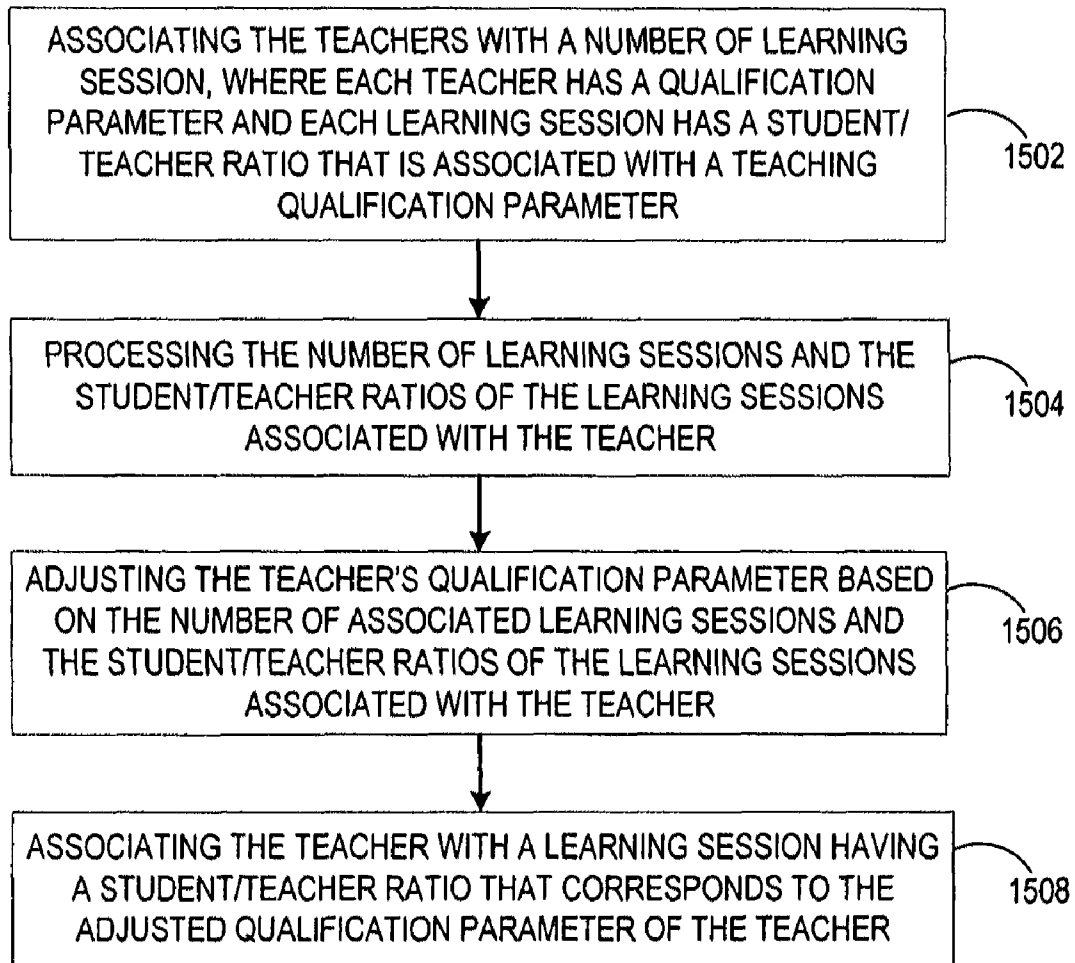 ASSOCIATING THE TEACHERS WITH A NUMBER OF LEARNING
SESSION, WHERE EACH TEACHER HAS A QUALIFICATION
PARAMETER AND EACH LEARNING SESSION HAS A STUDENT/
TEACHER RATIO THAT IS ASSOCIATED WITH A TEACHING
QUALIFICATION PARAMETER
1502
PROCESSING THE NUMBER OF LEARNING SESSIONS AND THE
STUDENT/TEACHER RATIOS OF THE LEARNING SESSIONS
ASSOCIATED WITH THE TEACHER
1504
ADJUSTING THE TEACHER'S QUALIFICATION PARAMETER BASED
ON THE NUMBER OF ASSOCIATED LEARNING SESSIONS AND
THE STUDENT/TEACHER RATIOS OF THE LEARNING SESSIONS
ASSOCIATED WITH THE TEACHER
1506
ASSOCIATING THE TEACHER WITH A LEARNING SESSION HAVING
A STUDENT/TEACHER RATIO THAT CORRESPONDS TO THE
ADJUSTED QUALIFICATION PARAMETER OF THE TEACHER
1508